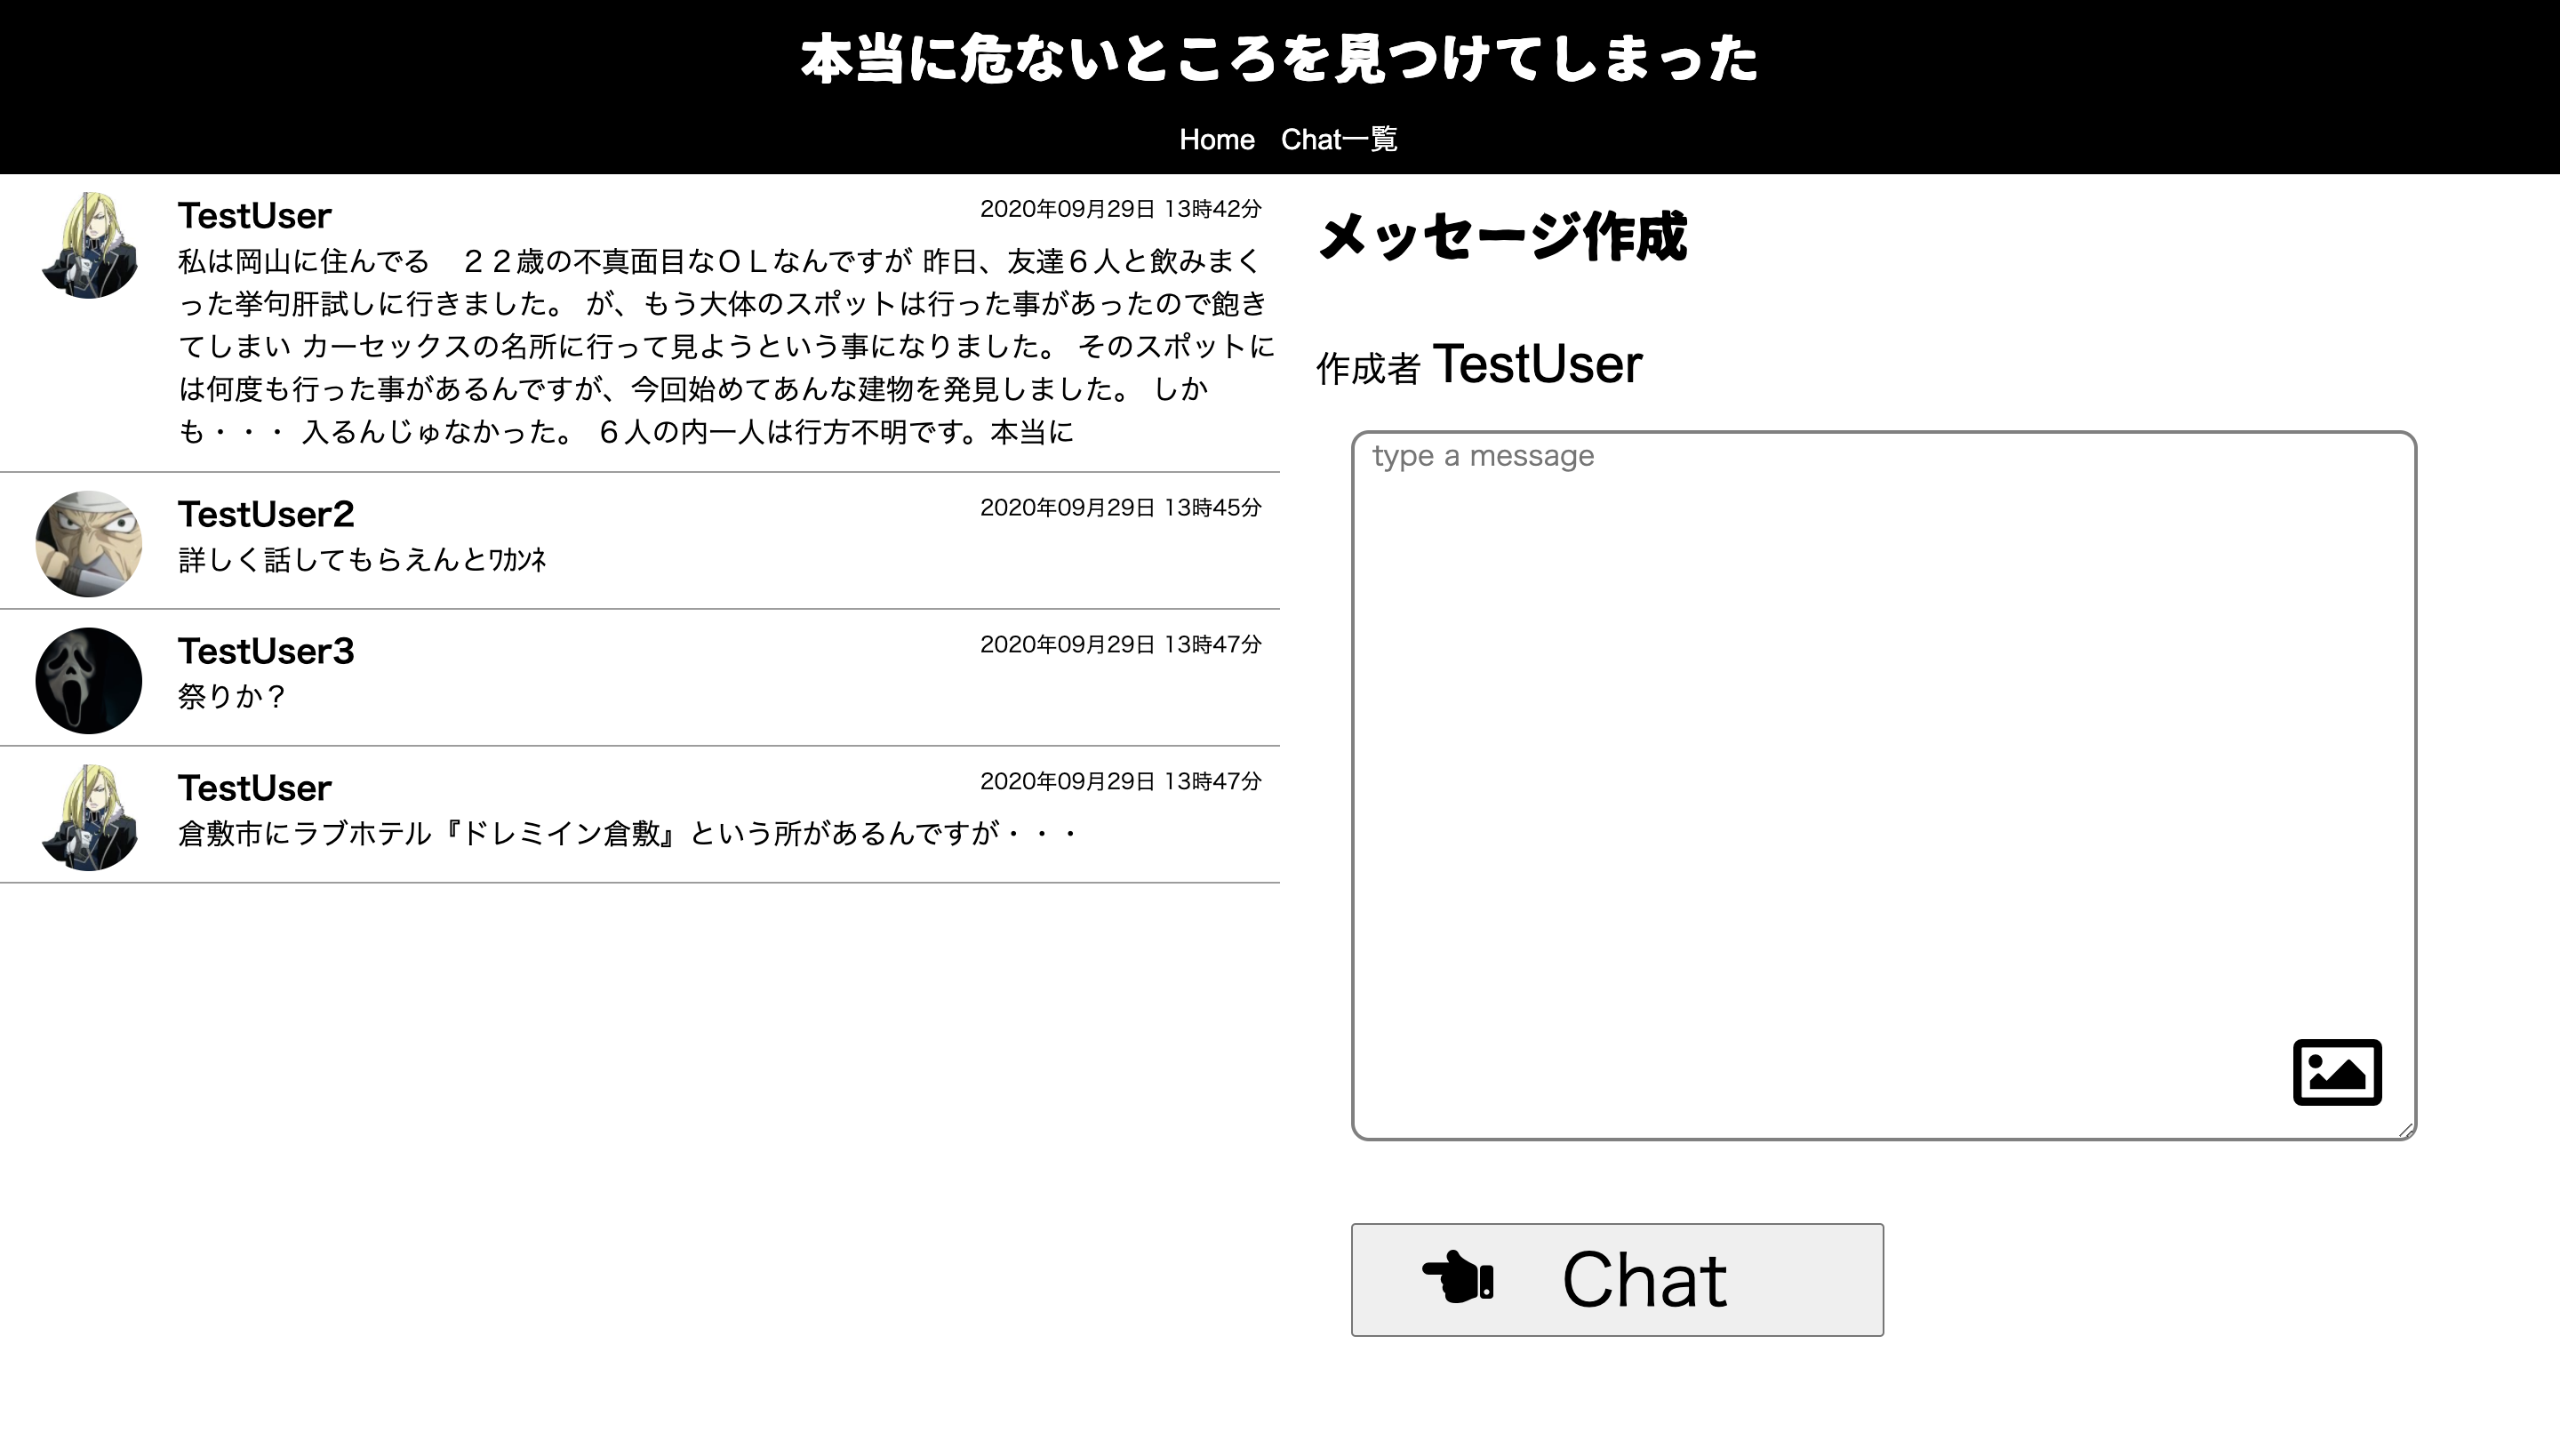 本当に危ないところを見つけてしまった
Home Chat一覧
TestUser 2020年09月29日 13時42分
私は岡山に住んでる　２２歳の不真面目なＯＬなんですが 昨日、友達６人と飲みまく
った挙句肝試しに行きました。 が、もう大体のスポットは行った事があったので飽き
てしまい カーセックスの名所に行って見ようという事になりました。 そのスポットに
は何度も行った事があるんですが、今回始めてあんな建物を発見しました。 しか
も・・・ 入るんじゅなかった。 ６人の内一人は行方不明です。本当に
TestUser2 2020年09月29日 13時45分
詳しく話してもらえんとﾜｶﾝﾈ
TestUser3 2020年09月29日 13時47分
祭りか？
TestUser 2020年09月29日 13時47分
倉敷市にラブホテル『ドレミイン倉敷』という所があるんですが・・・
メッセージ作成
作成者 TestUser
type a message
Chat